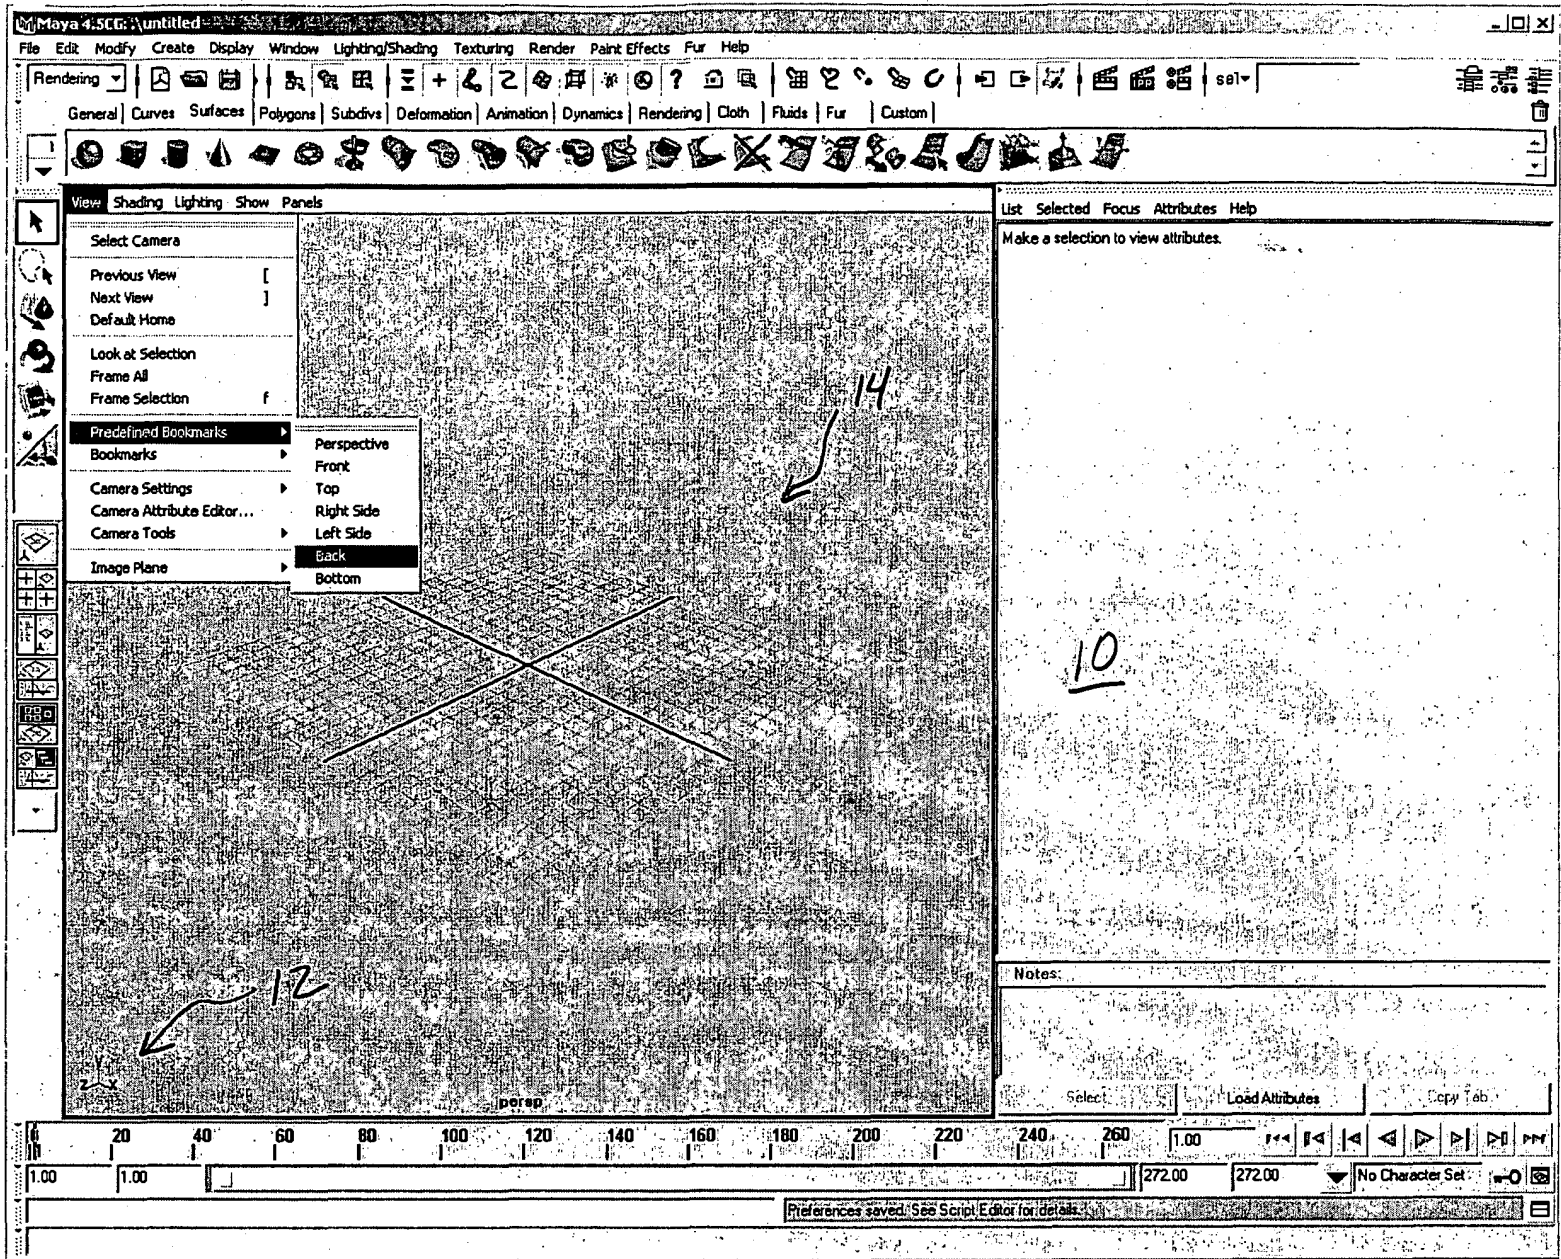 Maya 4.5CG: \untitled
File Edit Modify Create Display Window Lighting/Shading Texturing Render Paint Effects Fur Help
Rendering sel
General Curves Surfaces Polygons Subdivs Deformation Animation Dynamics Rendering Cloth Fluids Fur Custom
View Shading Lighting Show Panels
List Selected Focus Attributes Help
Make a selection to view attributes.
Select Camera
Previous View [
Next View ]
Default Home
Look at Selection
Frame All
Frame Selection f
Predefined Bookmarks
Bookmarks
Camera Settings
Camera Attribute Editor...
Camera Tools
Image Plane
Perspective
Front
Top
Right Side
Left Side
Back
Bottom
14
10
12
Y
Z X
persp
Notes:
Select Load Attributes Copy Tab
20 40 60 80 100 120 140 160 180 200 220 240 260 1.00
1.00 1.00 272.00 272.00 No Character Set
Preferences saved. See Script Editor for details.